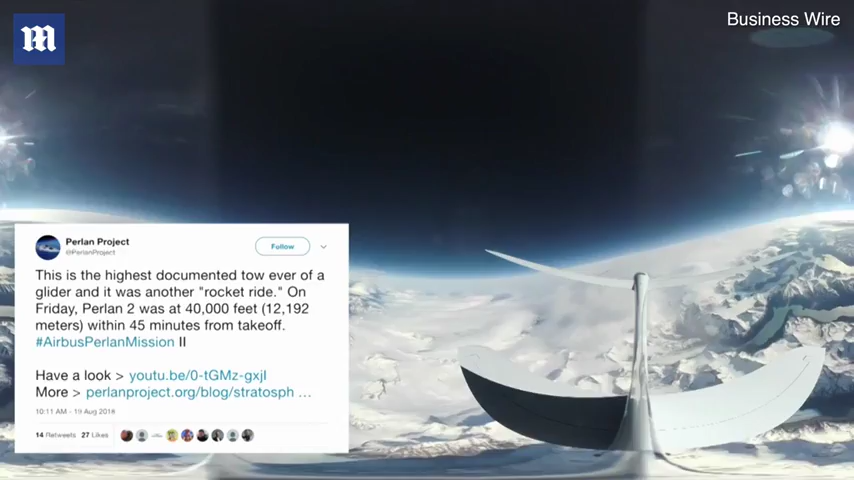 m
Business Wire
Perlan Project
@PerlanProject
Follow
This is the highest documented tow ever of a
glider and it was another "rocket ride." On
Friday, Perlan 2 was at 40,000 feet (12,192
meters) within 45 minutes from takeoff.
#AirbusPerlanMission II
Have a look > youtu.be/0-tGMz-gxjI
More > perlanproject.org/blog/stratosph ...
10:11 AM - 19 Aug 2018
14 Retweets 27 Likes